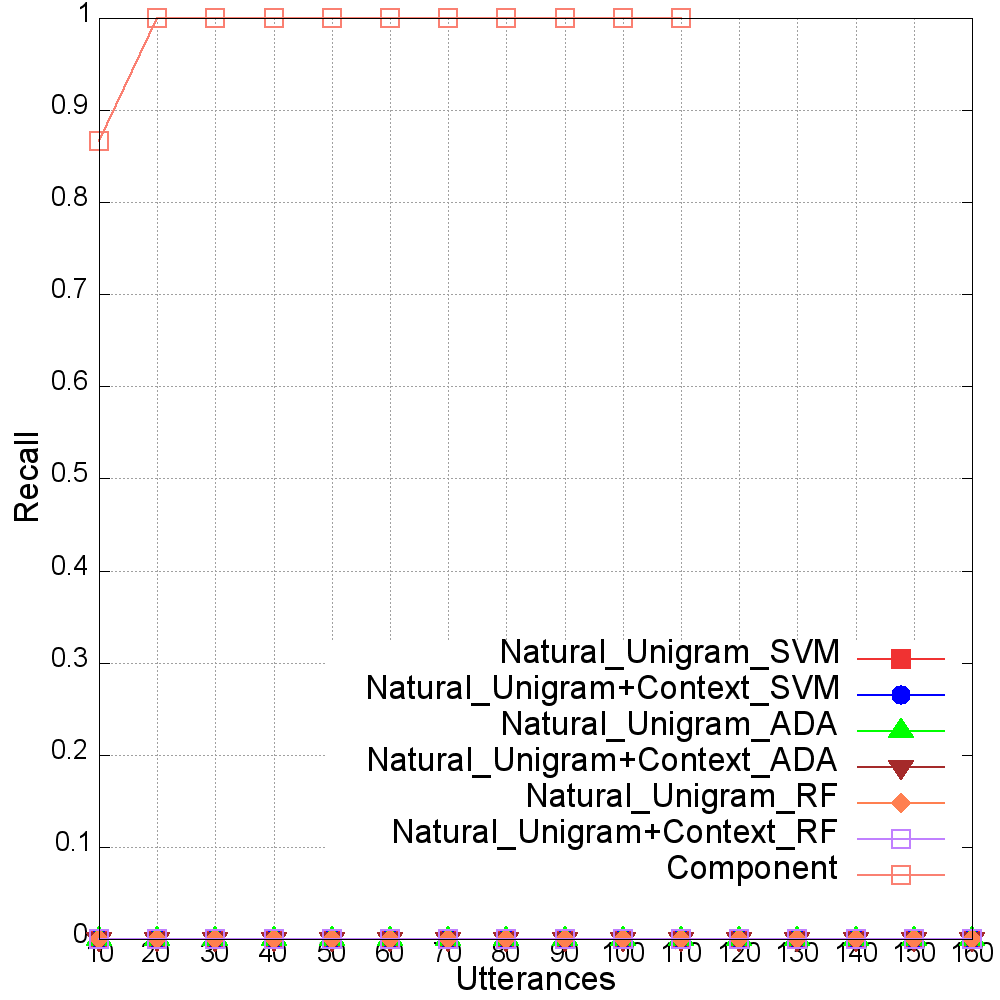 1
0.9
0.8
0.7
0.6
0.5
0.4
0.3
0.2
0.1
0
Recall
Natural_Unigram_SVM
Natural_Unigram+Context_SVM
Natural_Unigram_ADA
Natural_Unigram+Context_ADA
Natural_Unigram_RF
Natural_Unigram+Context_RF
Component
10 20 30 40 50 60 70 80 90 100 110 120 130 140 150 160
Utterances